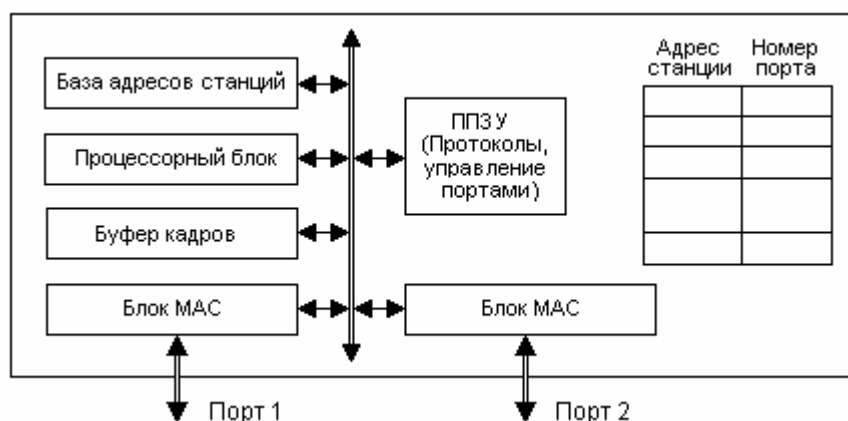 База адресов станций
Процессорный блок
Буфер кадров
Блок МАС
ППЗУ
(Протоколы,
управление
портами)
Блок МАС
Адрес
станции
Номер
порта
Порт 1
Порт 2